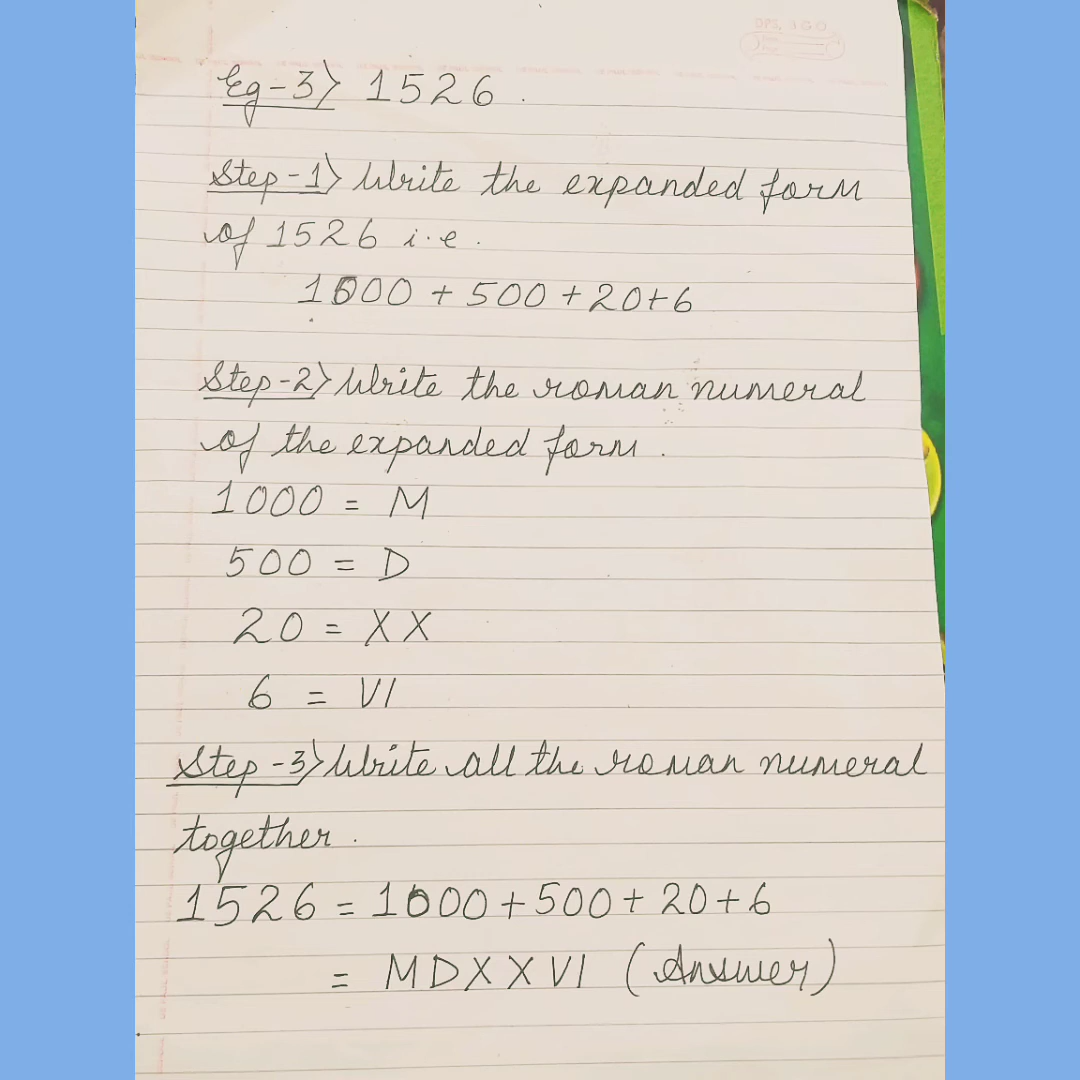 Eg-3) 1526.
Step-1) Write the expanded form
of 1526 i.e.
1000 + 500 + 20+6
Step-2) Write the roman numeral
of the expanded form.
1000 = M
500 = D
20 = XX
6 = VI
Step-3) Write all the roman numeral
together.
1526 = 1000 + 500 + 20 + 6
= MDXXVI (Answer)